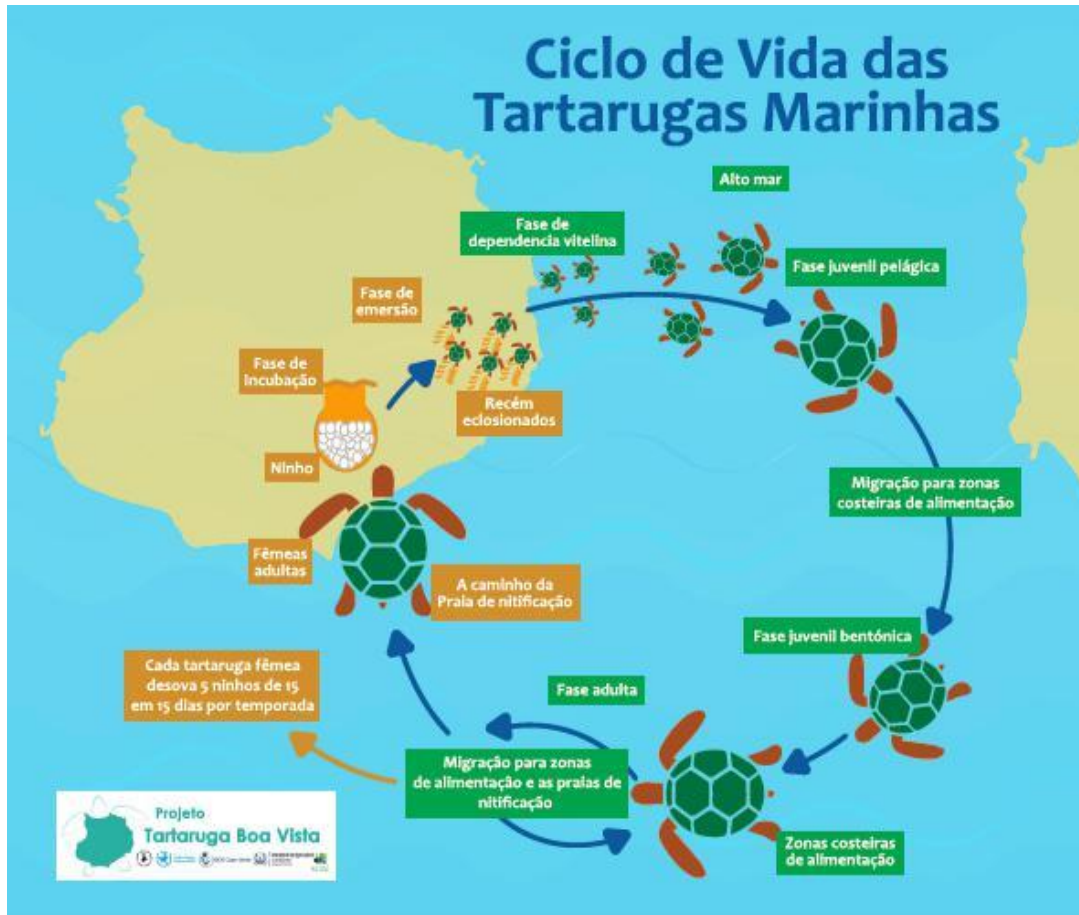 Ciclo de Vida das
Tartarugas Marinhas
Alto mar
Fase de
dependencia vitelina
Fase juvenil pelágica
Fase de
emersão
Fase de
Incubação
Recém
eclosionados
Ninho
Migração para zonas
costeiras de alimentação
Fêmeas
adultas
A caminho da
Praia de nitificação
Fase juvenil bentónica
Cada tartaruga fêmea
desova 5 ninhos de 15
em 15 dias por temporada
Fase adulta
Migração para zonas
de alimentação e as praias de
nitificação
Zonas costeiras
de alimentação
Projeto
Tartaruga Boa Vista